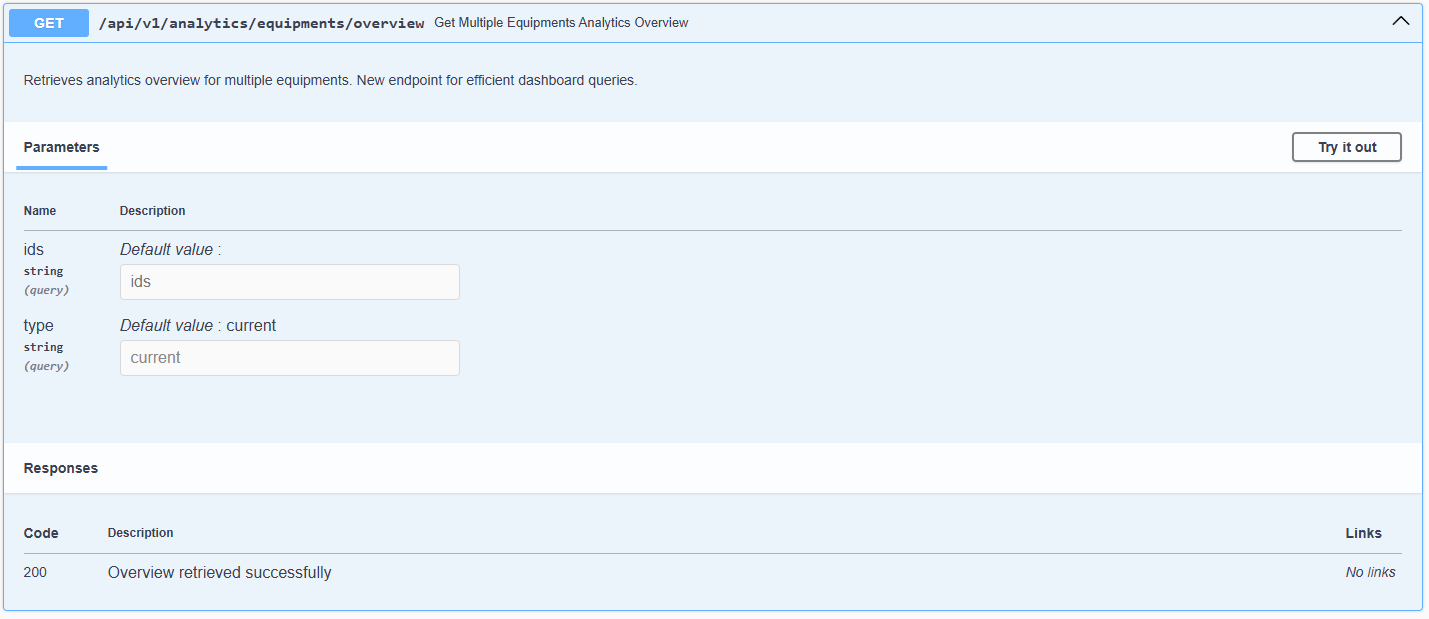 GET /api/v1/analytics/equipments/overview Get Multiple Equipments Analytics Overview
Retrieves analytics overview for multiple equipments. New endpoint for efficient dashboard queries.
Parameters Try it out
Name Description
ids Default value :
string
(query)
ids
type Default value : current
string
(query)
current
Responses
Code Description Links
200 Overview retrieved successfully No links